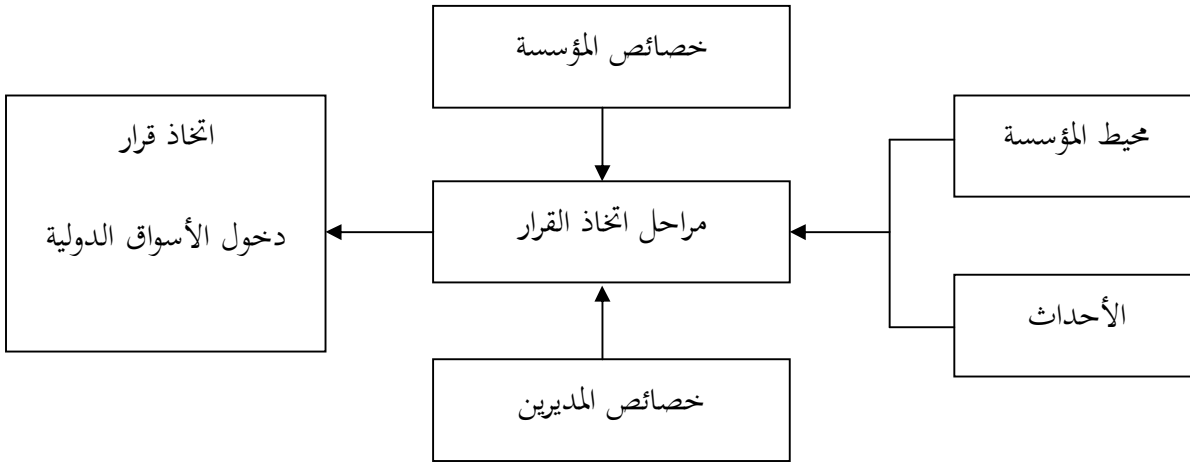 خصائص المؤسسة
محيط المؤسسة
اتخاذ قرار
دخول الأسواق الدولية
مراحل اتخاذ القرار
الأحداث
خصائص المديرين